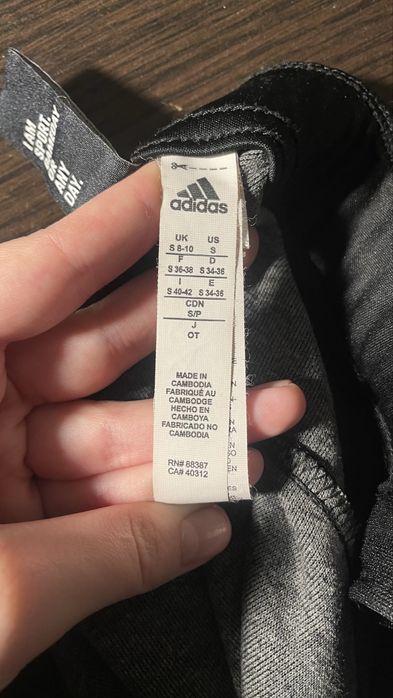 I AM
SPORT
ANY
DAY.
adidas
UK US
S 8-10 S
F D
S 36-38 S 34-36
I E
S 40-42 S 34-36
CDN
S/P
J
OT
MADE IN
CAMBODIA
FABRIQUÉ AU
CAMBODGE
HECHO EN
CAMBOYA
FABRICADO NO
CAMBODIA
RN# 88387
CA# 40312